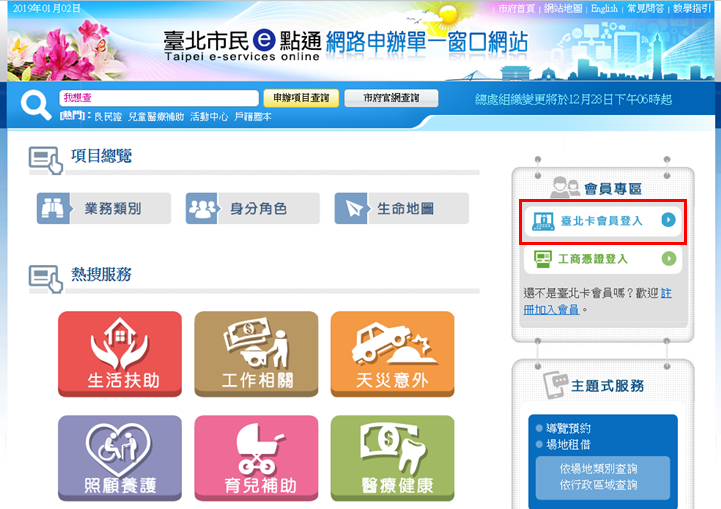 2019年01月02日
| 市府首頁 | 網站地圖 | English | 常見問答 | 教學指引
臺北市民e點通 網路申辦單一窗口網站
Taipei e-services online
我想查
申辦項目查詢
市府官網查詢
[熱門]: 良民證 兒童醫療補助 活動中心 戶籍謄本
總處組織變更將於12月28日下午06時起
項目總覽
業務類別
身分角色
生命地圖
熱搜服務
生活扶助
工作相關
天災意外
照顧養護
育兒補助
醫療健康
會員專區
臺北卡會員登入
工商憑證登入
還不是臺北卡會員嗎？歡迎註
冊加入會員。
主題式服務
導覽預約
場地租借
依場地類別查詢
依行政區域查詢